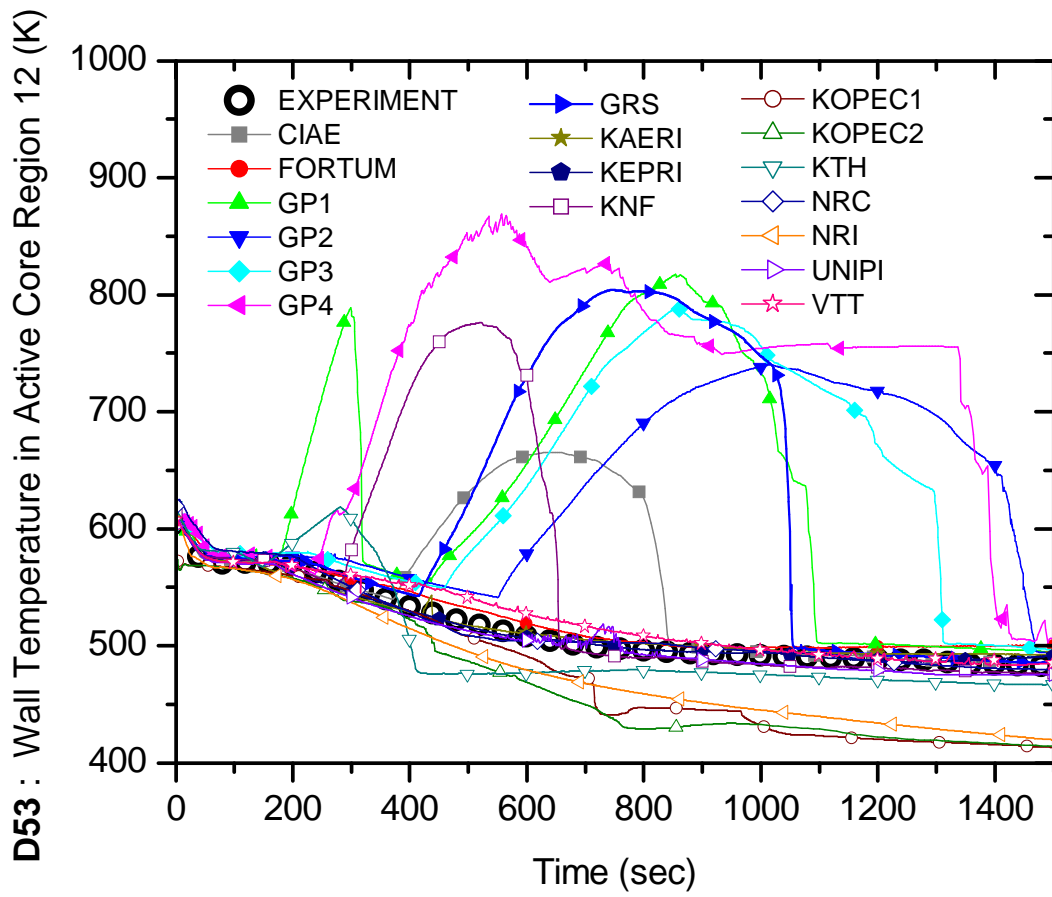 D53 : Wall Temperature in Active Core Region 12 (K)
1000
900
800
700
600
500
400
EXPERIMENT
CIAE
FORTUM
GP1
GP2
GP3
GP4
GRS
KAERI
KEPRI
KNF
KOPEC1
KOPEC2
KTH
NRC
NRI
UNIPI
VTT
0 200 400 600 800 1000 1200 1400
Time (sec)